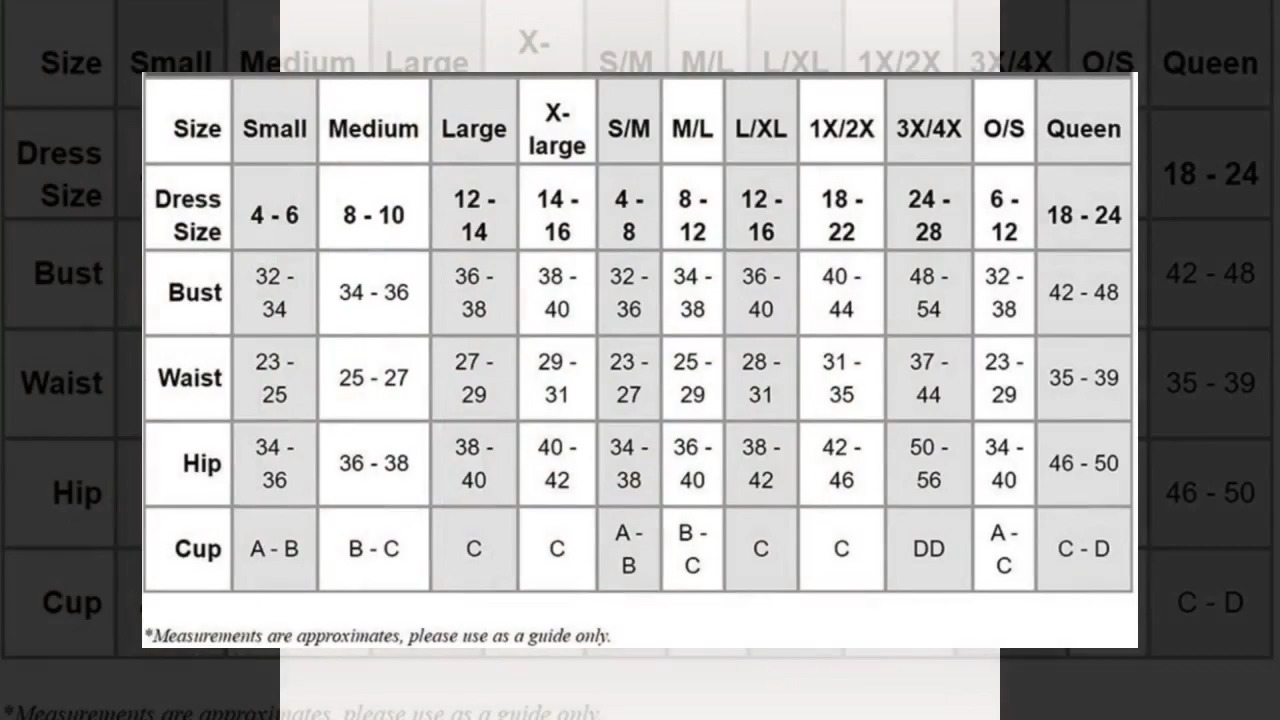 Size Small Medium Large X-large S/M M/L L/XL 1X/2X 3X/4X O/S Queen
Dress Size 4 - 6 8 - 10 12 - 14 14 - 16 4 - 8 8 - 12 12 - 16 18 - 22 24 - 28 6 - 12 18 - 24
Bust 32 - 34 34 - 36 36 - 38 38 - 40 32 - 36 34 - 38 36 - 40 40 - 44 48 - 54 32 - 38 42 - 48
Waist 23 - 25 25 - 27 27 - 29 29 - 31 23 - 27 25 - 29 28 - 31 31 - 35 37 - 44 23 - 29 35 - 39
Hip 34 - 36 36 - 38 38 - 40 40 - 42 34 - 38 36 - 40 38 - 42 42 - 46 50 - 56 34 - 40 46 - 50
Cup A - B B - C C C A - B B - C C C DD A - C C - D
*Measurements are approximates, please use as a guide only.